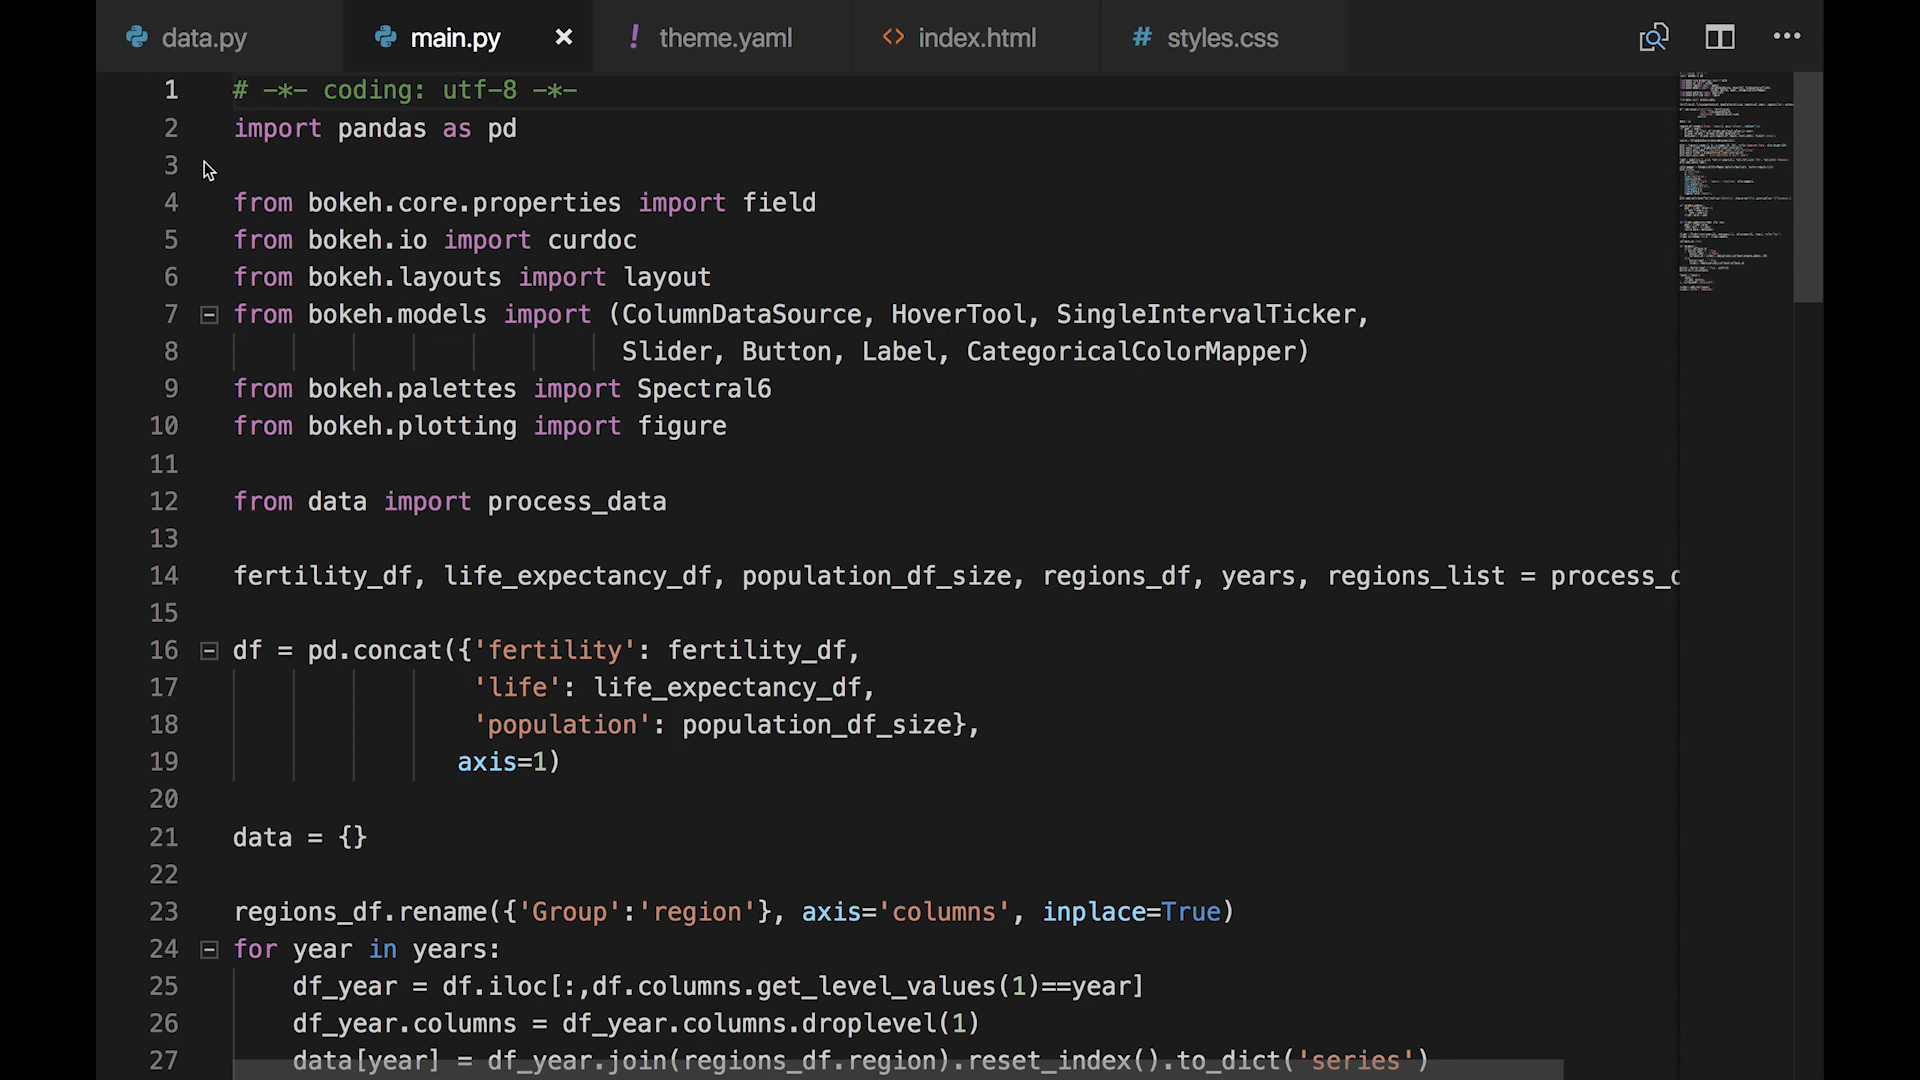 data.py main.py × ! theme.yaml <> index.html # styles.css ...
1 # -*- coding: utf-8 -*-
2 import pandas as pd
3
4 from bokeh.core.properties import field
5 from bokeh.io import curdoc
6 from bokeh.layouts import layout
7 from bokeh.models import (ColumnDataSource, HoverTool, SingleIntervalTicker,
8 Slider, Button, Label, CategoricalColorMapper)
9 from bokeh.palettes import Spectral6
10 from bokeh.plotting import figure
11
12 from data import process_data
13
14 fertility_df, life_expectancy_df, population_df_size, regions_df, years, regions_list = process_d
15
16 df = pd.concat({'fertility': fertility_df,
17 'life': life_expectancy_df,
18 'population': population_df_size},
19 axis=1)
20
21 data = {}
22
23 regions_df.rename({'Group':'region'}, axis='columns', inplace=True)
24 for year in years:
25 df_year = df.iloc[:,df.columns.get_level_values(1)==year]
26 df_year.columns = df_year.columns.droplevel(1)
27 data[year] = df_year.join(regions_df.region).reset_index().to_dict('series')